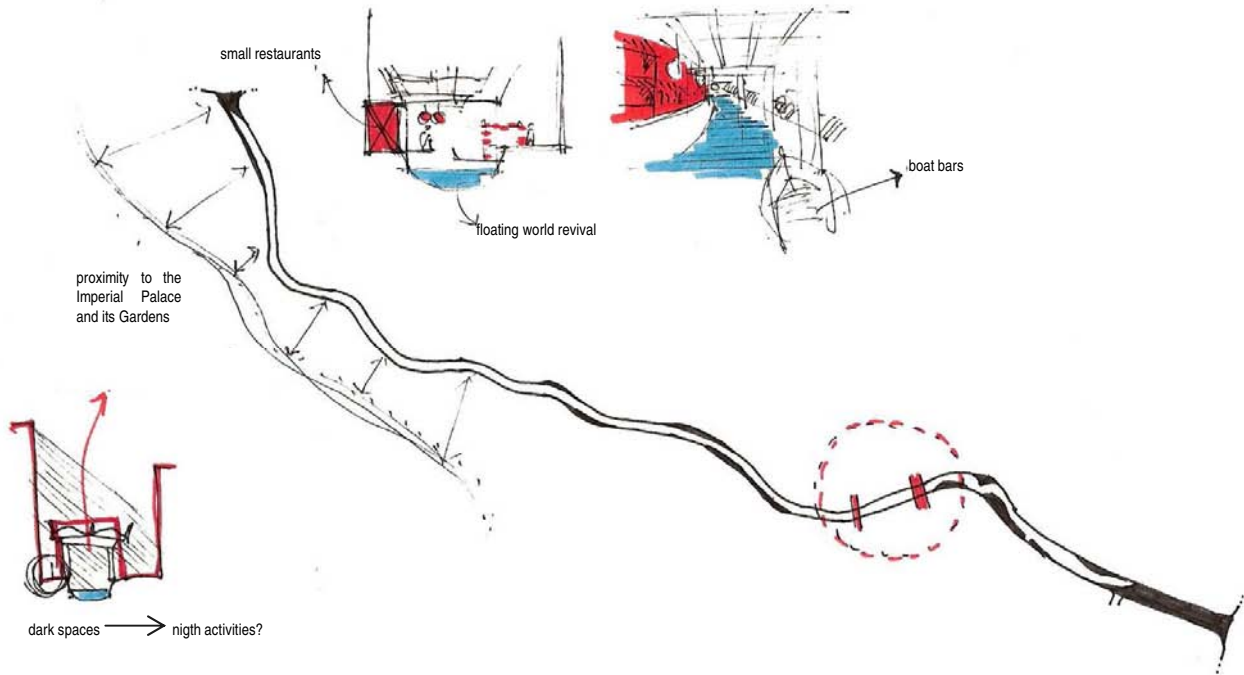 small restaurants
boat bars
floating world revival
proximity to the
Imperial Palace
and its Gardens
dark spaces
nigth activities?